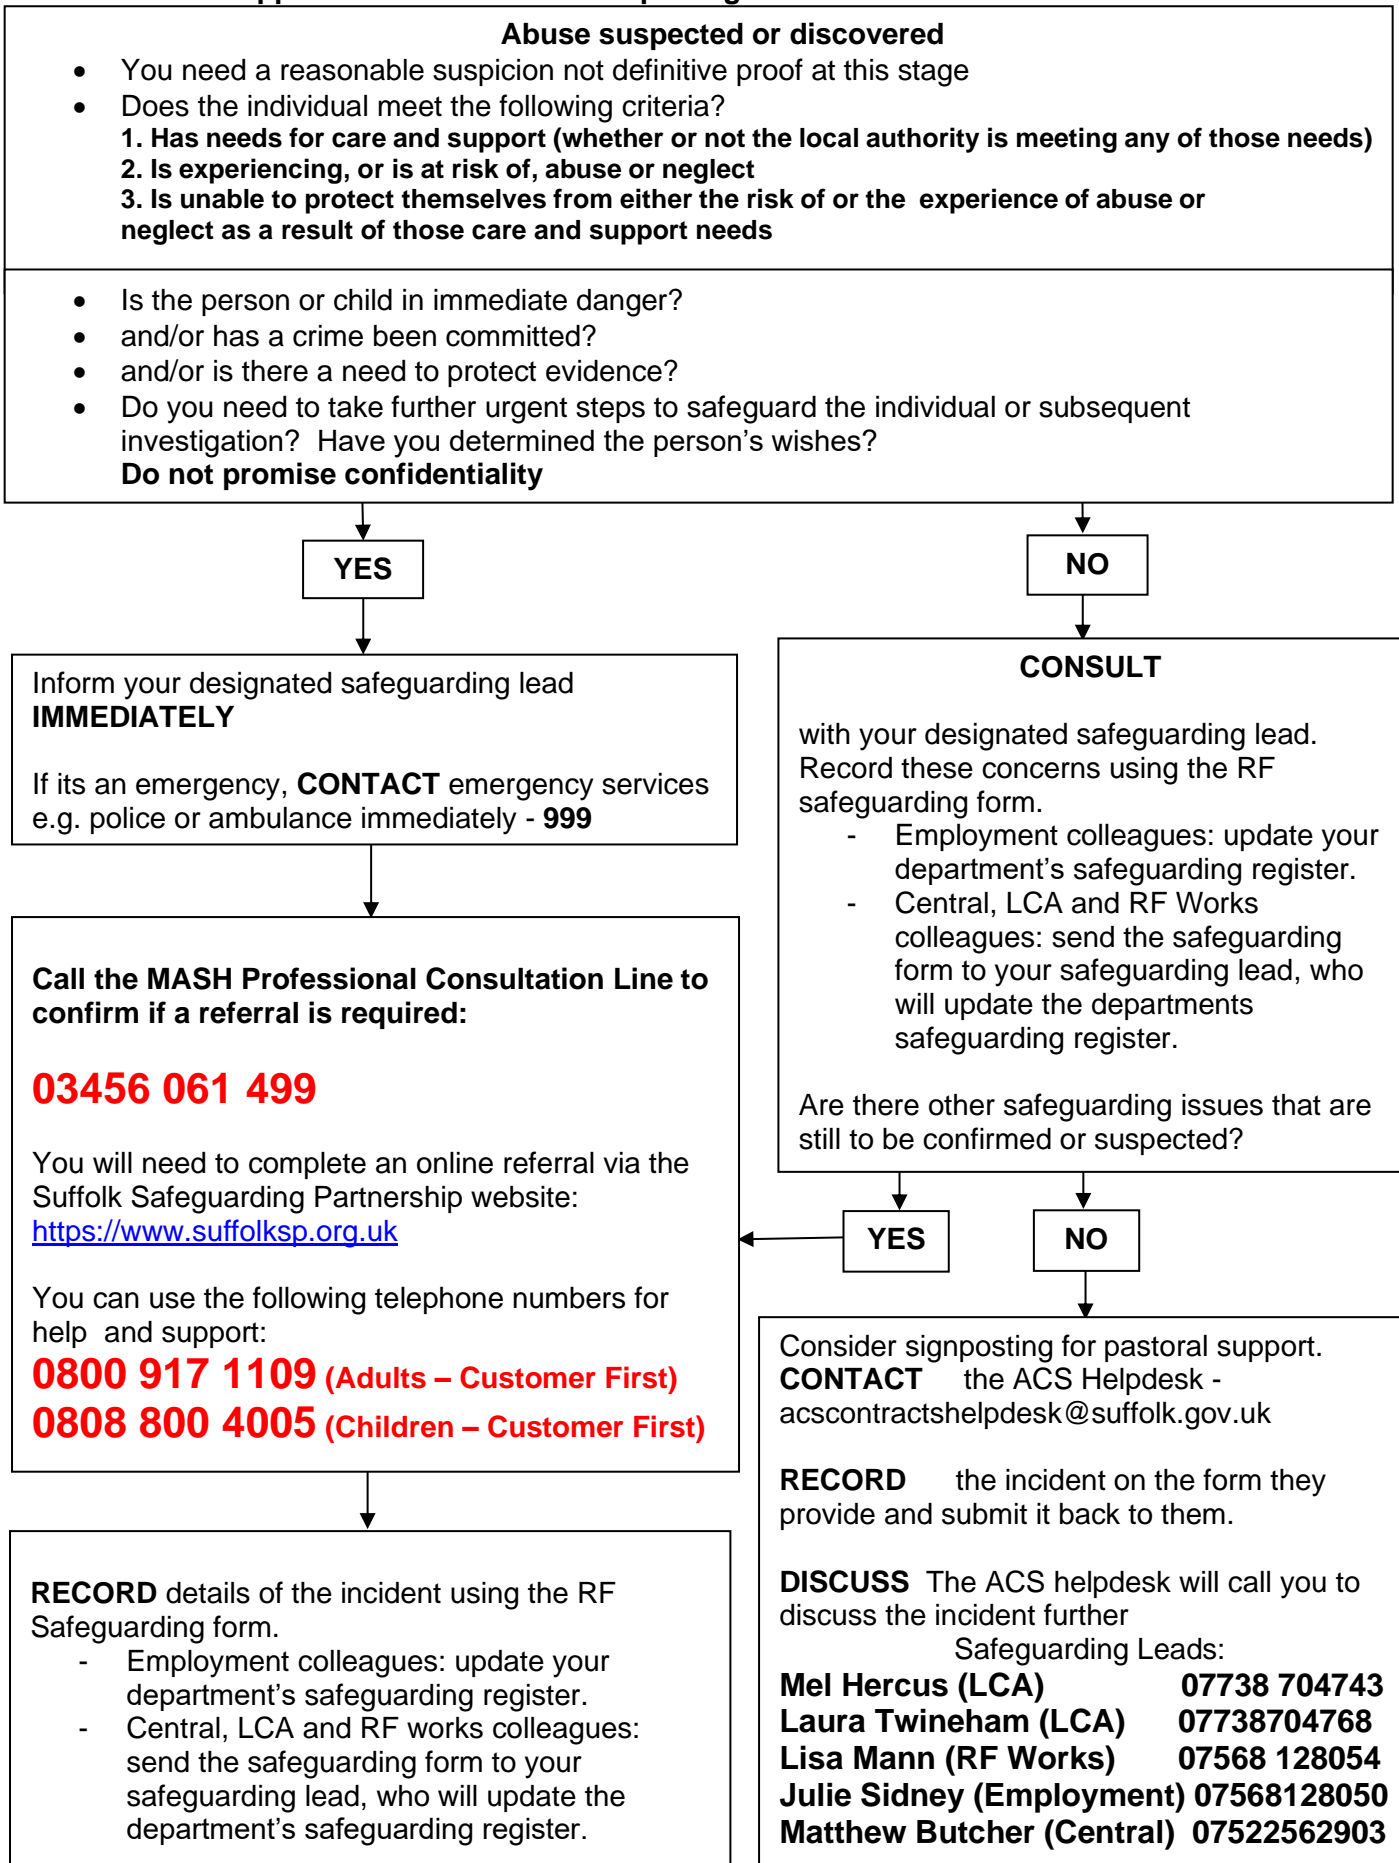 Abuse suspected or discovered
• You need a reasonable suspicion not definitive proof at this stage
• Does the individual meet the following criteria?
1. Has needs for care and support (whether or not the local authority is meeting any of those needs)
2. Is experiencing, or is at risk of, abuse or neglect
3. Is unable to protect themselves from either the risk of or the experience of abuse or
neglect as a result of those care and support needs
• Is the person or child in immediate danger?
• and/or has a crime been committed?
• and/or is there a need to protect evidence?
• Do you need to take further urgent steps to safeguard the individual or subsequent
investigation? Have you determined the person's wishes?
Do not promise confidentiality
YES
Inform your designated safeguarding lead
IMMEDIATELY
If its an emergency, CONTACT emergency services
e.g. police or ambulance immediately - 999
Call the MASH Professional Consultation Line to
confirm if a referral is required:
03456 061 499
You will need to complete an online referral via the
Suffolk Safeguarding Partnership website:
https://www.suffolksp.org.uk
You can use the following telephone numbers for
help and support:
0800 917 1109 (Adults – Customer First)
0808 800 4005 (Children – Customer First)
RECORD details of the incident using the RF
Safeguarding form.
- Employment colleagues: update your
department's safeguarding register.
- Central, LCA and RF works colleagues:
send the safeguarding form to your
safeguarding lead, who will update the
department's safeguarding register.
NO
CONSULT
with your designated safeguarding lead.
Record these concerns using the RF
safeguarding form.
- Employment colleagues: update your
department's safeguarding register.
- Central, LCA and RF Works
colleagues: send the safeguarding
form to your safeguarding lead, who
will update the departments
safeguarding register.
Are there other safeguarding issues that are
still to be confirmed or suspected?
YES
NO
Consider signposting for pastoral support.
CONTACT the ACS Helpdesk -
acscontractshelpdesk@suffolk.gov.uk
RECORD the incident on the form they
provide and submit it back to them.
DISCUSS The ACS helpdesk will call you to
discuss the incident further
Safeguarding Leads:
Mel Hercus (LCA) 07738 704743
Laura Twineham (LCA) 07738704768
Lisa Mann (RF Works) 07568 128054
Julie Sidney (Employment) 07568128050
Matthew Butcher (Central) 07522562903